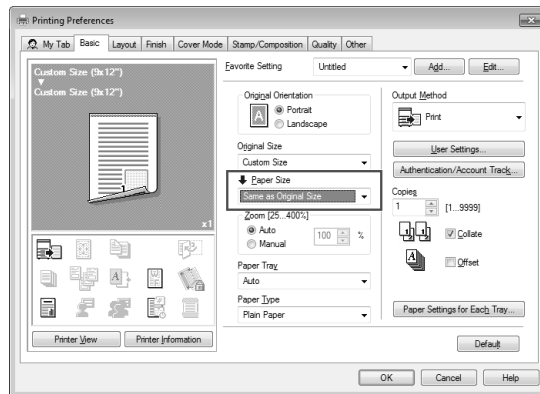 Printing Preferences
My Tab Basic Layout Finish Cover Mode Stamp/Composition Quality Other
Custom Size (9x12")
Custom Size (9x12")
1
x1
Printer View Printer Information
Favorite Setting Untitled Add... Edit...
Original Orientation
A Portrait
Landscape
Original Size
Custom Size
Paper Size
Same as Original Size
Zoom [25...400%]
Auto
Manual
100 %
Paper Tray
Auto
Paper Type
Plain Paper
Output Method
Print
User Settings...
Authentication/Account Track...
Copies
1 [1...9999]
Collate
Offset
Paper Settings for Each Tray...
Default
OK Cancel Help